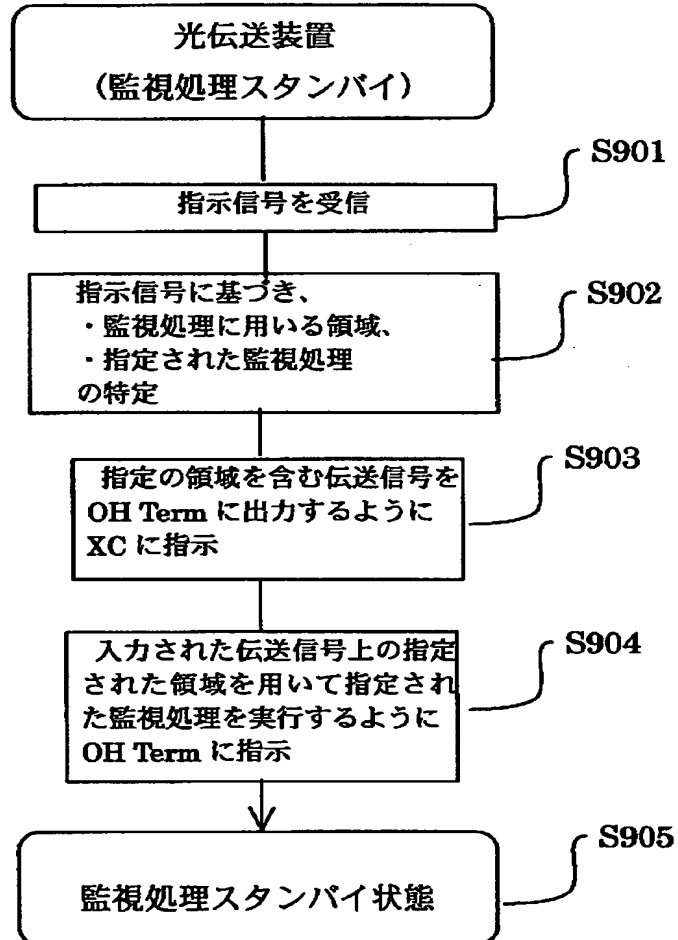 光伝送装置
(監視処理スタンバイ)
S901
指示信号を受信
S902
指示信号に基づき、
・監視処理に用いる領域、
・指定された監視処理
の特定
S903
指定の領域を含む伝送信号を
OH Term に出力するように
XC に指示
S904
入力された伝送信号上の指定
された領域を用いて指定され
た監視処理を実行するように
OH Term に指示
S905
監視処理スタンバイ状態